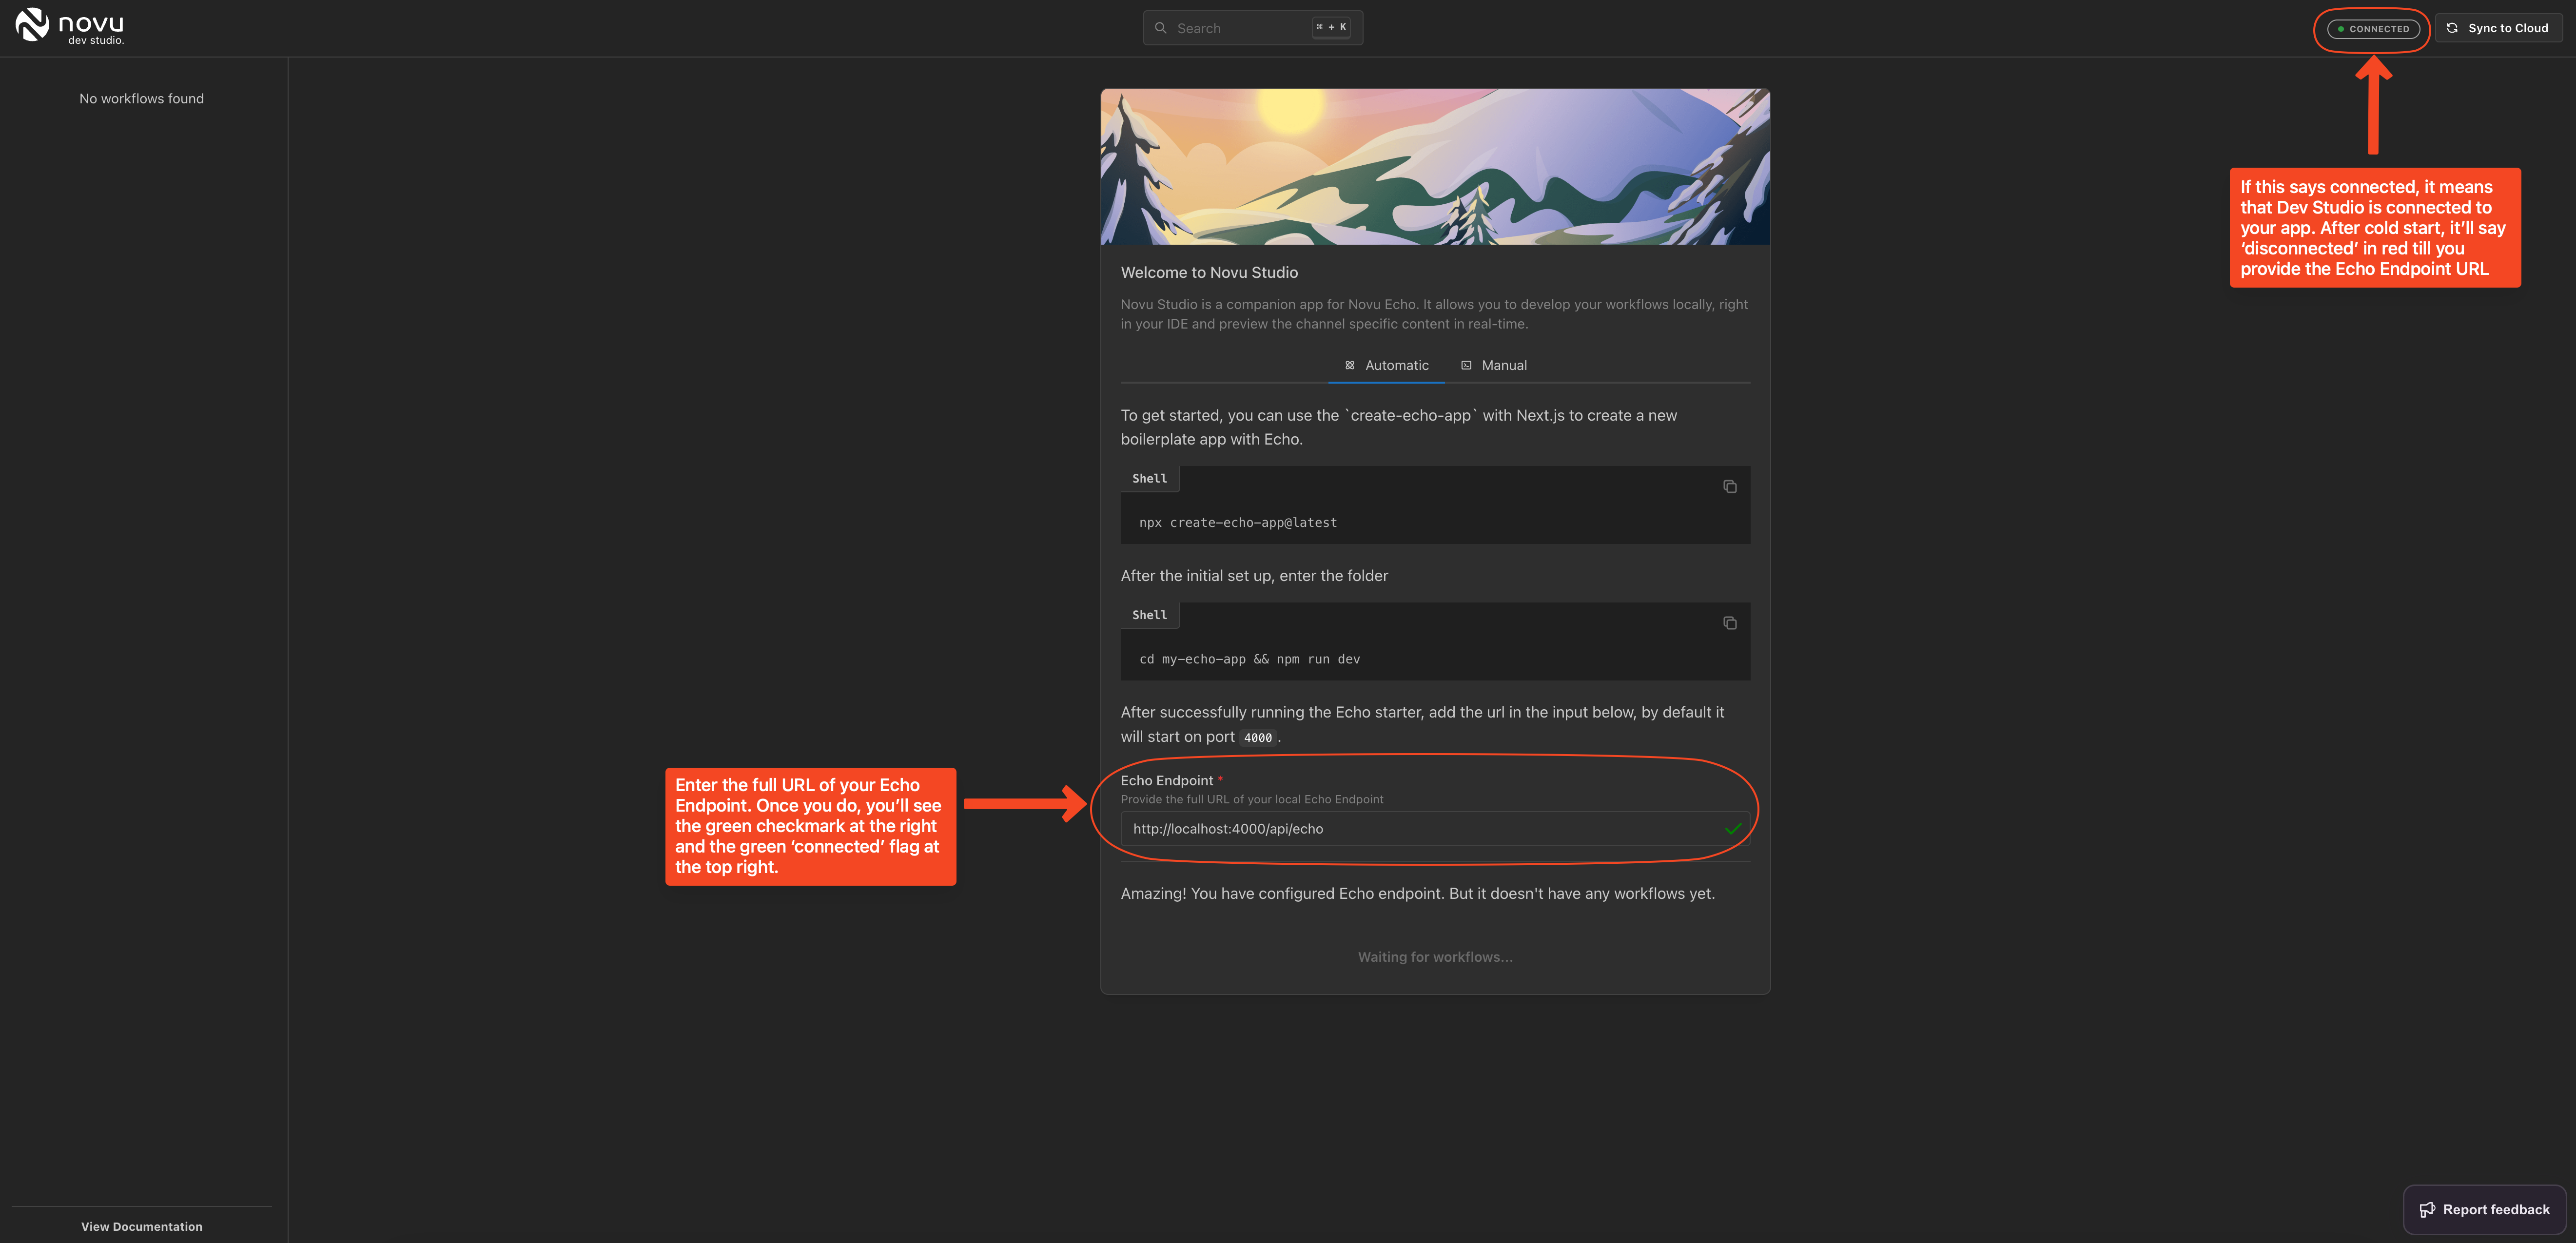 novu
dev studio.
Search
⌘ + K
CONNECTED
Sync to Cloud
No workflows found
If this says connected, it means
that Dev Studio is connected to
your app. After cold start, it’ll say
‘disconnected’ in red till you
provide the Echo Endpoint URL
Welcome to Novu Studio
Novu Studio is a companion app for Novu Echo. It allows you to develop your workflows locally, right
in your IDE and preview the channel specific content in real-time.
Automatic
Manual
To get started, you can use the `create-echo-app` with Next.js to create a new
boilerplate app with Echo.
Shell
npx create-echo-app@latest
After the initial set up, enter the folder
Shell
cd my-echo-app && npm run dev
After successfully running the Echo starter, add the url in the input below, by default it
will start on port 4000.
Enter the full URL of your Echo
Endpoint. Once you do, you’ll see
the green checkmark at the right
and the green ‘connected’ flag at
the top right.
Echo Endpoint *
Provide the full URL of your local Echo Endpoint
http://localhost:4000/api/echo
Amazing! You have configured Echo endpoint. But it doesn't have any workflows yet.
Waiting for workflows...
View Documentation
Report feedback